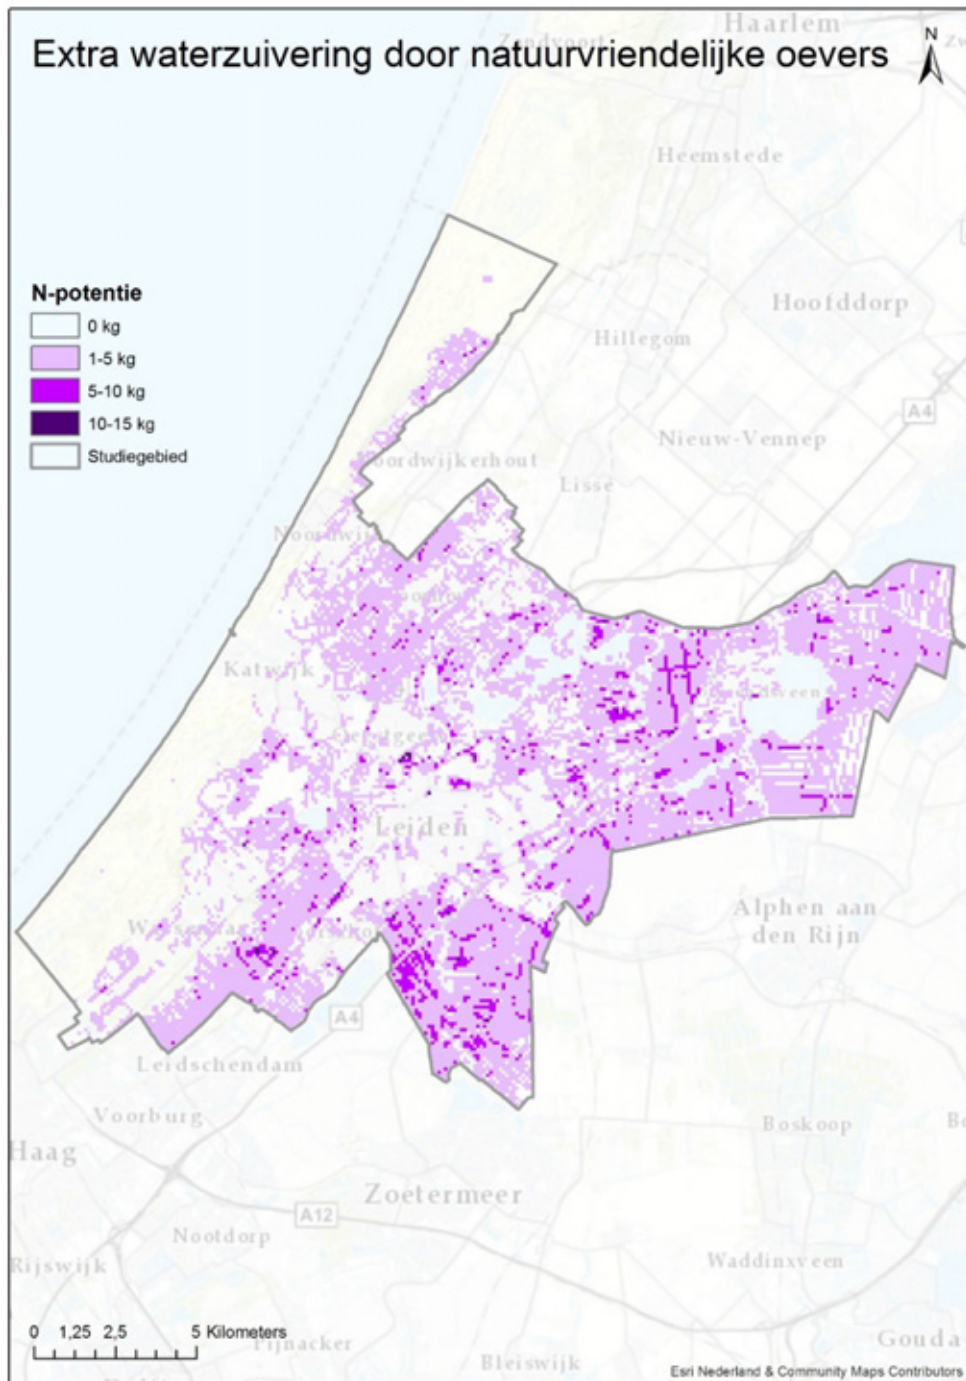 Haarlem
Zandvoort
Extra waterzuivering door natuurvriendelijke oevers
N
Heemstede
N-potentie
0 kg
1-5 kg
5-10 kg
10-15 kg
Studiegebied
Hoofddorp
Hillegom
A4
Nieuw-Vennep
oordwijkerhout
Lisse
Noordwij
Katwijk
Leiden
Alphen aan
den Rijn
A4
Leidschendam
Voorburg
Boskoop
Haag
Zoetermeer
A12
Nootdorp
Rijswijk
Waddinxveen
0 1,25 2,5 5 Kilometers
Pijnacker
Gouda
Bleiswijk
Esri Nederland & Community Maps Contributors